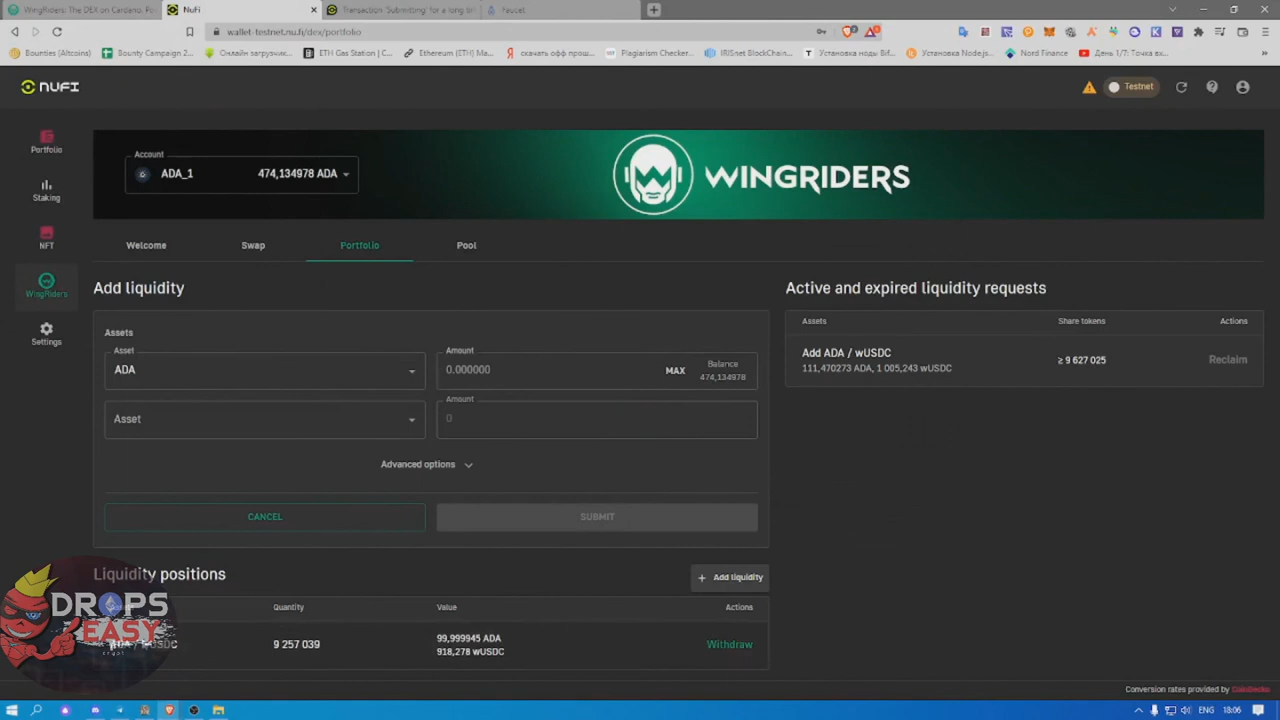 WingRiders: The DEX on Cardano. Po
NuFi
Transaction 'Submitting' for a long ti
Faucet
wallet-testnet.nu.fi/dex/portfolio
Bounties (Altcoins)
Bounty Campaign 2...
Онлайн загрузчик...
ETH Gas Station | C...
Ethereum (ETH) Ma...
скачать офф прош...
Plagiarism Checker...
IRISnet BlockChain...
Установка ноды Bif...
Установка Nodejs...
Nord Finance
День 1/7: Точка вх...
NUFI
Testnet
Portfolio
Staking
NFT
WingRiders
Settings
Account
ADA_1
474,134978 ADA
WINGRIDERS
Welcome
Swap
Portfolio
Pool
Add liquidity
Assets
Asset
ADA
Amount
0.000000
MAX
Balance
474,134978
Asset
Amount
0
Advanced options
CANCEL
SUBMIT
Active and expired liquidity requests
Assets
Share tokens
Actions
Add ADA / wUSDC
111,470273 ADA, 1 005,243 wUSDC
≥ 9 627 025
Reclaim
Liquidity positions
+ Add liquidity
Quantity
Value
Actions
9 257 039
99,999945 ADA
918,278 wUSDC
Withdraw
DROPS
EASY
Conversion rates provided by CoinGecko
ENG
18:06